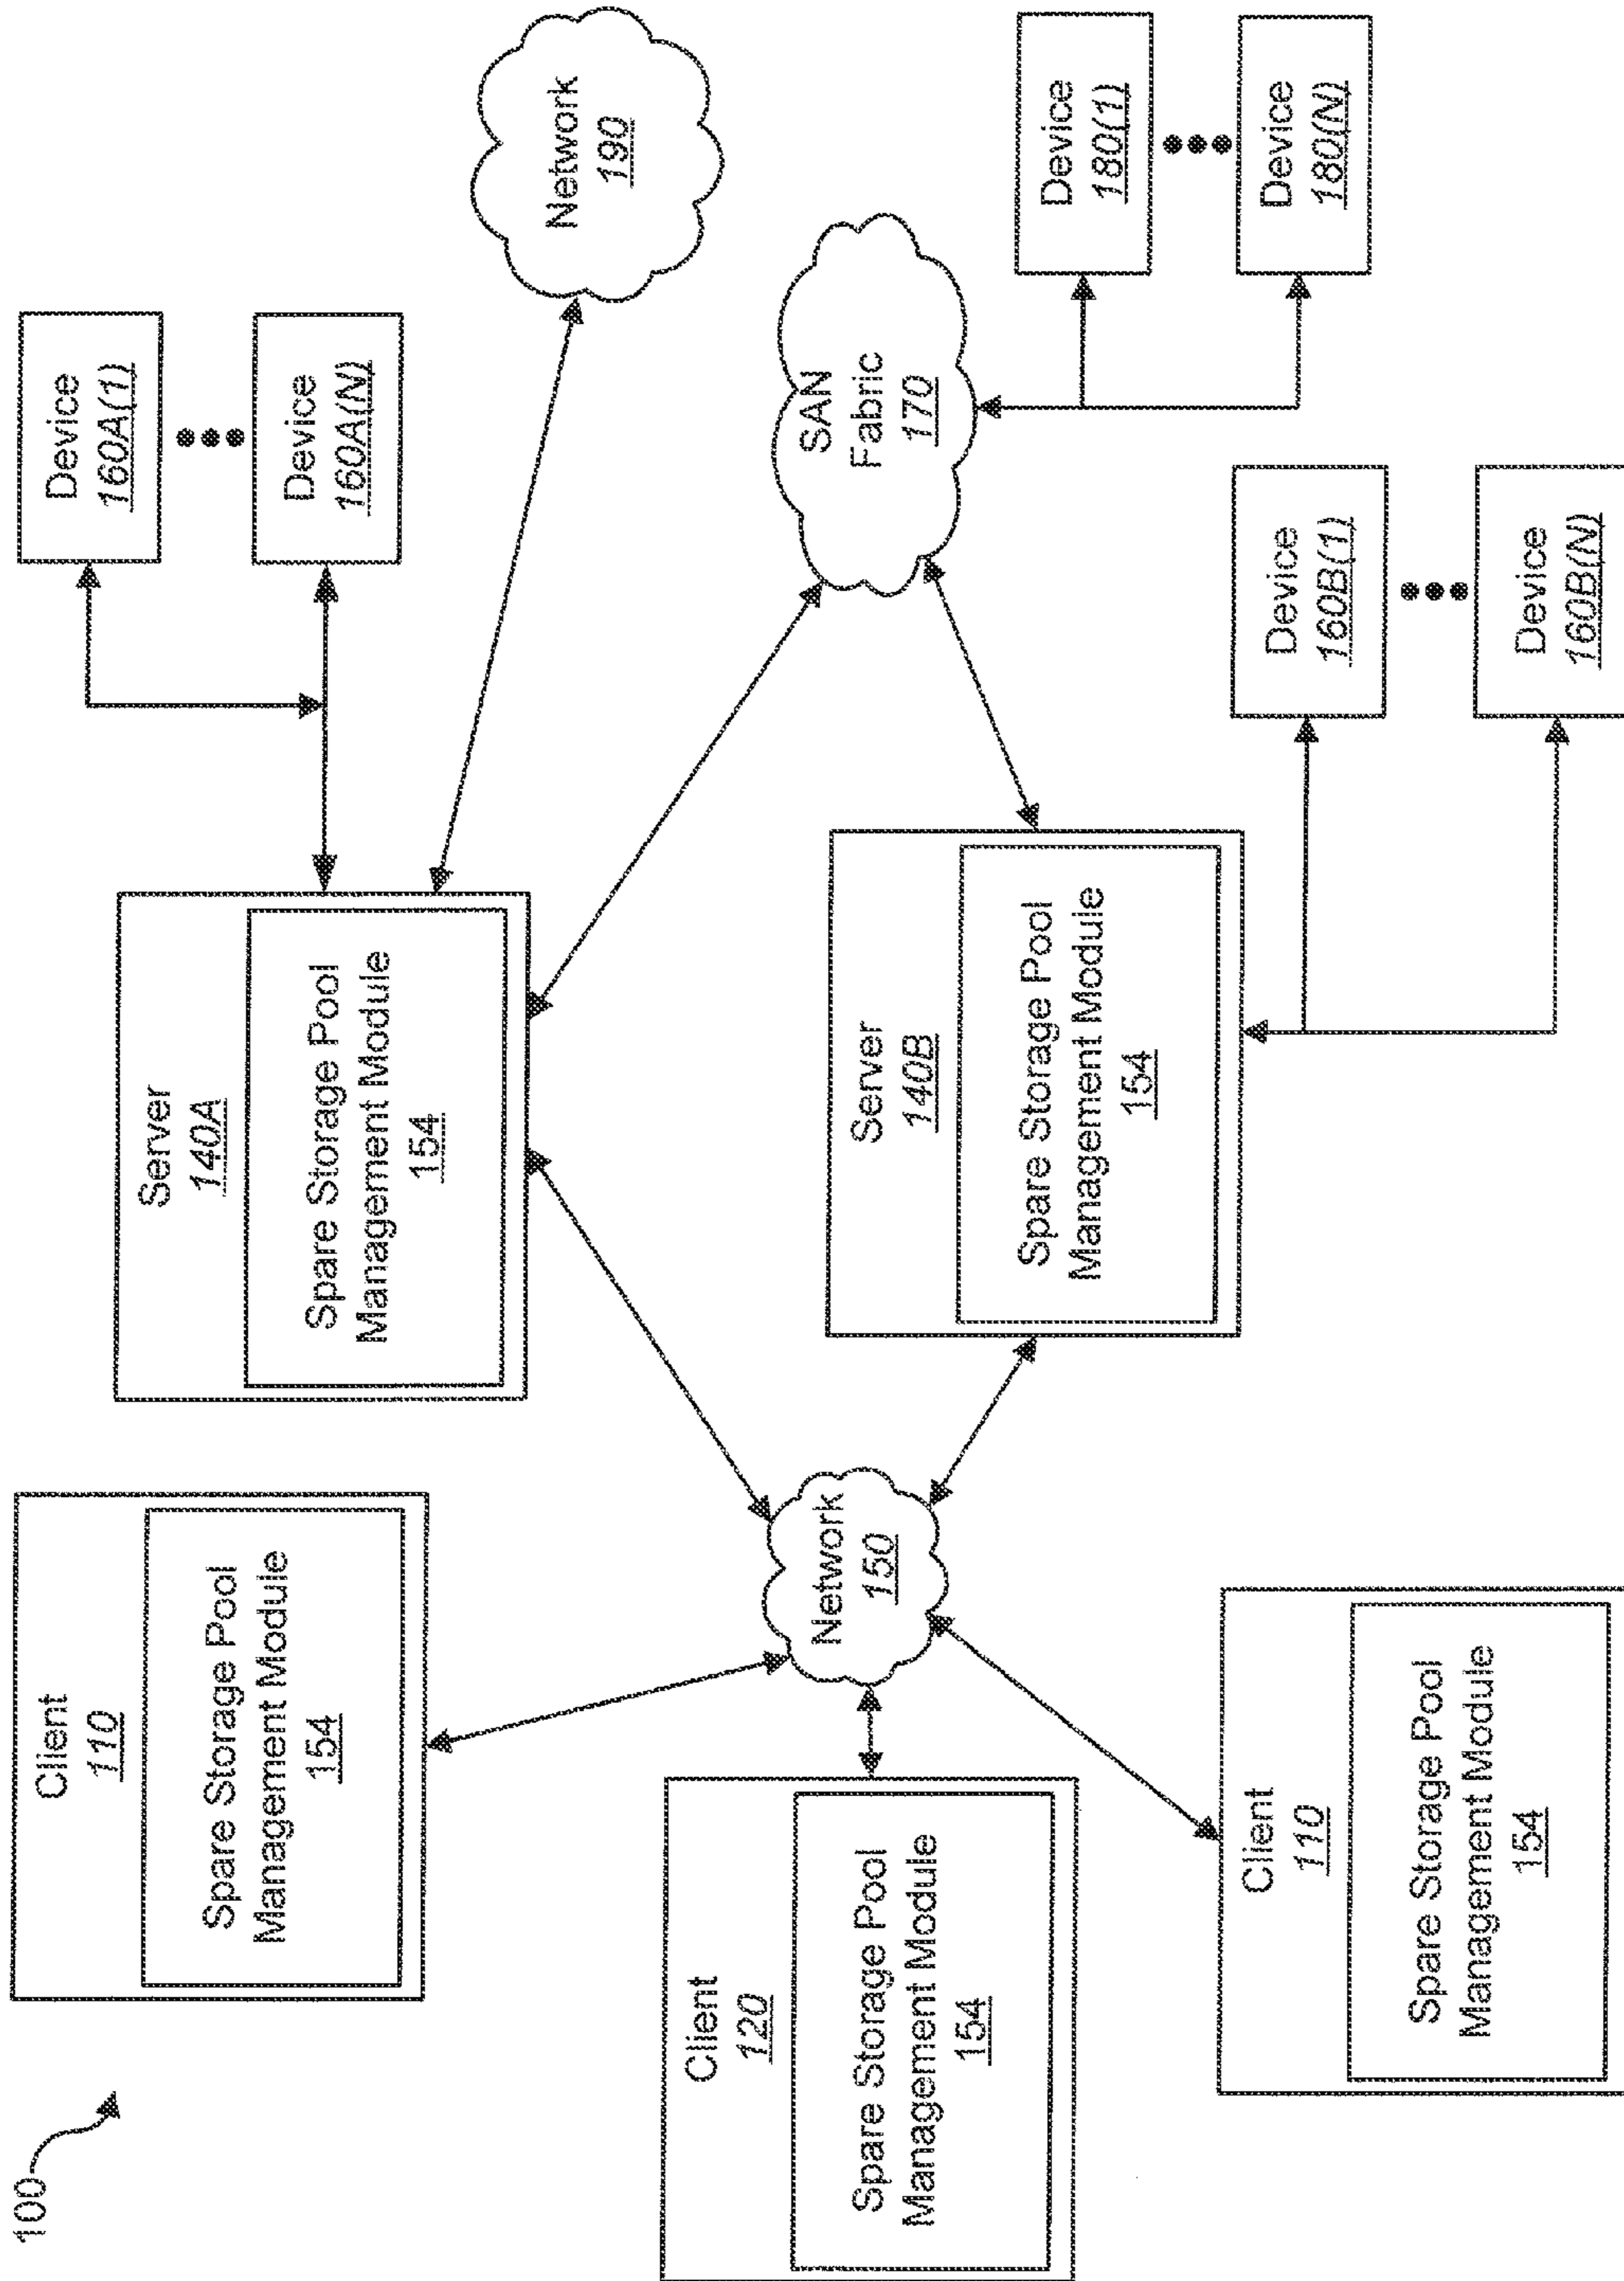 100
Client
110
Spare Storage Pool
Management Module
154
Client
120
Spare Storage Pool
Management Module
154
Client
110
Spare Storage Pool
Management Module
154
Network
150
Server
140A
Spare Storage Pool
Management Module
154
Server
140B
Spare Storage Pool
Management Module
154
Device
160A(1)
Device
160A(N)
Network
190
SAN
Fabric
170
Device
180(1)
Device
180(N)
Device
160B(1)
Device
160B(N)